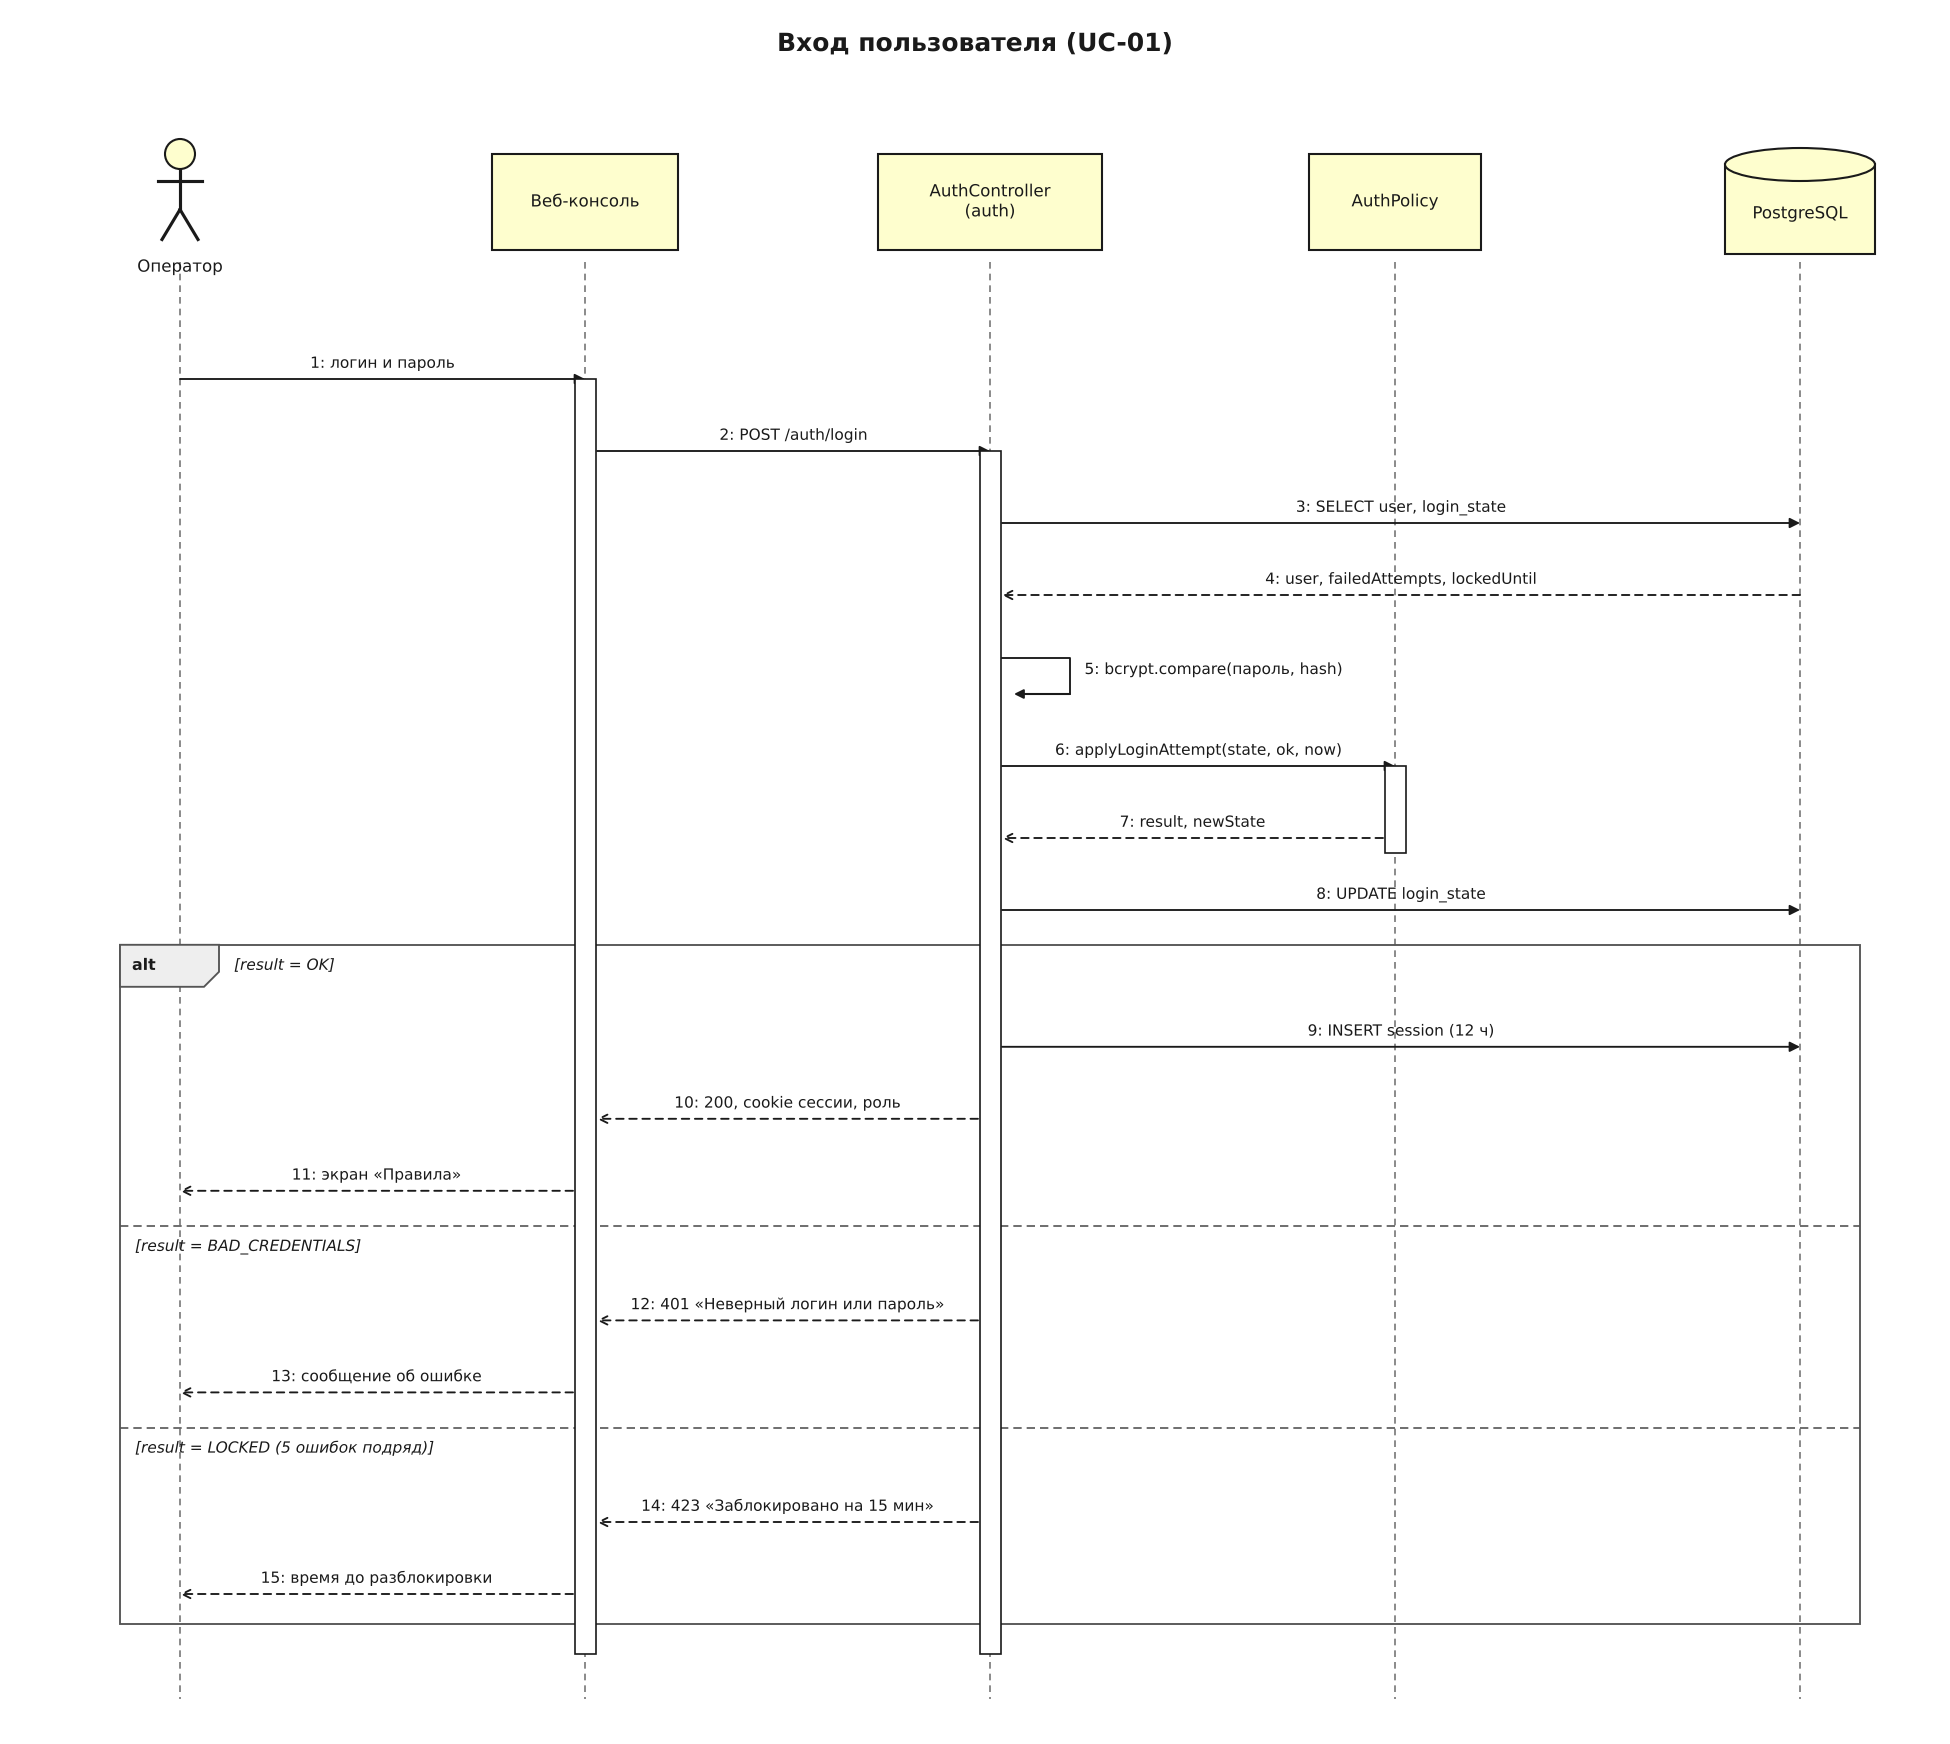 Вход пользователя (UC-01)
Оператор
Веб-консоль
AuthController
(auth)
AuthPolicy
PostgreSQL
1: логин и пароль
2: POST /auth/login
3: SELECT user, login_state
4: user, failedAttempts, lockedUntil
5: bcrypt.compare(пароль, hash)
6: applyLoginAttempt(state, ok, now)
7: result, newState
8: UPDATE login_state
alt
[result = OK]
9: INSERT session (12 ч)
10: 200, cookie сессии, роль
11: экран «Правила»
[result = BAD_CREDENTIALS]
12: 401 «Неверный логин или пароль»
13: сообщение об ошибке
[result = LOCKED (5 ошибок подряд)]
14: 423 «Заблокировано на 15 мин»
15: время до разблокировки